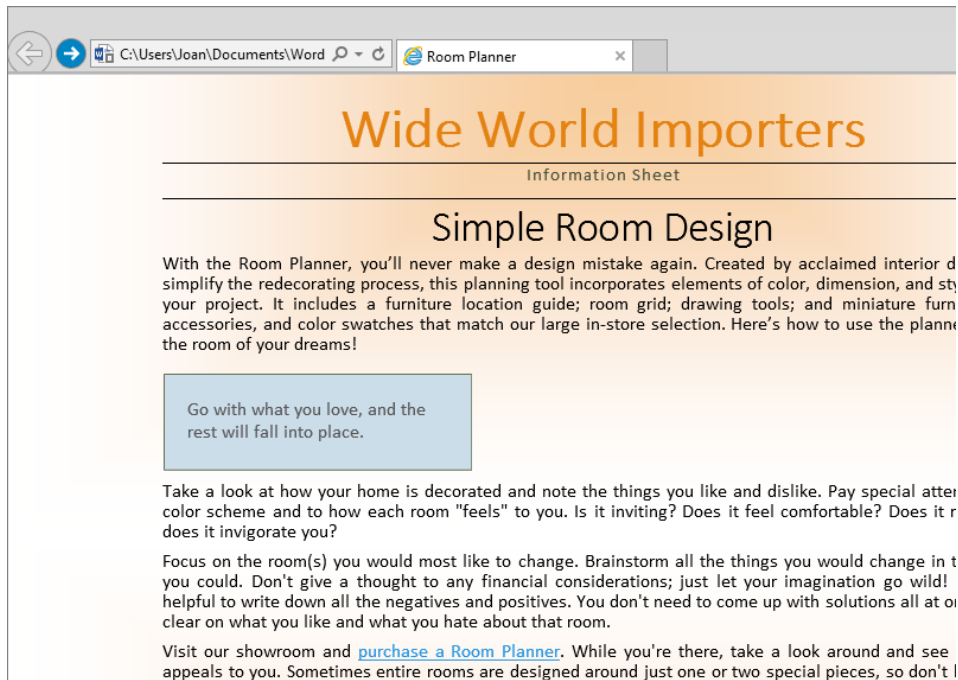 C:\Users\Joan\Documents\Word
Room Planner
Wide World Importers
Information Sheet
Simple Room Design
With the Room Planner, you’ll never make a design mistake again. Created by acclaimed interior d
simplify the redecorating process, this planning tool incorporates elements of color, dimension, and sty
your project. It includes a furniture location guide; room grid; drawing tools; and miniature furn
accessories, and color swatches that match our large in-store selection. Here’s how to use the planne
the room of your dreams!
Go with what you love, and the
rest will fall into place.
Take a look at how your home is decorated and note the things you like and dislike. Pay special atter
color scheme and to how each room "feels" to you. Is it inviting? Does it feel comfortable? Does it r
does it invigorate you?
Focus on the room(s) you would most like to change. Brainstorm all the things you would change in t
you could. Don't give a thought to any financial considerations; just let your imagination go wild!
helpful to write down all the negatives and positives. You don't need to come up with solutions all at or
clear on what you like and what you hate about that room.
Visit our showroom and purchase a Room Planner. While you're there, take a look around and see
appeals to you. Sometimes entire rooms are designed around just one or two special pieces, so don't